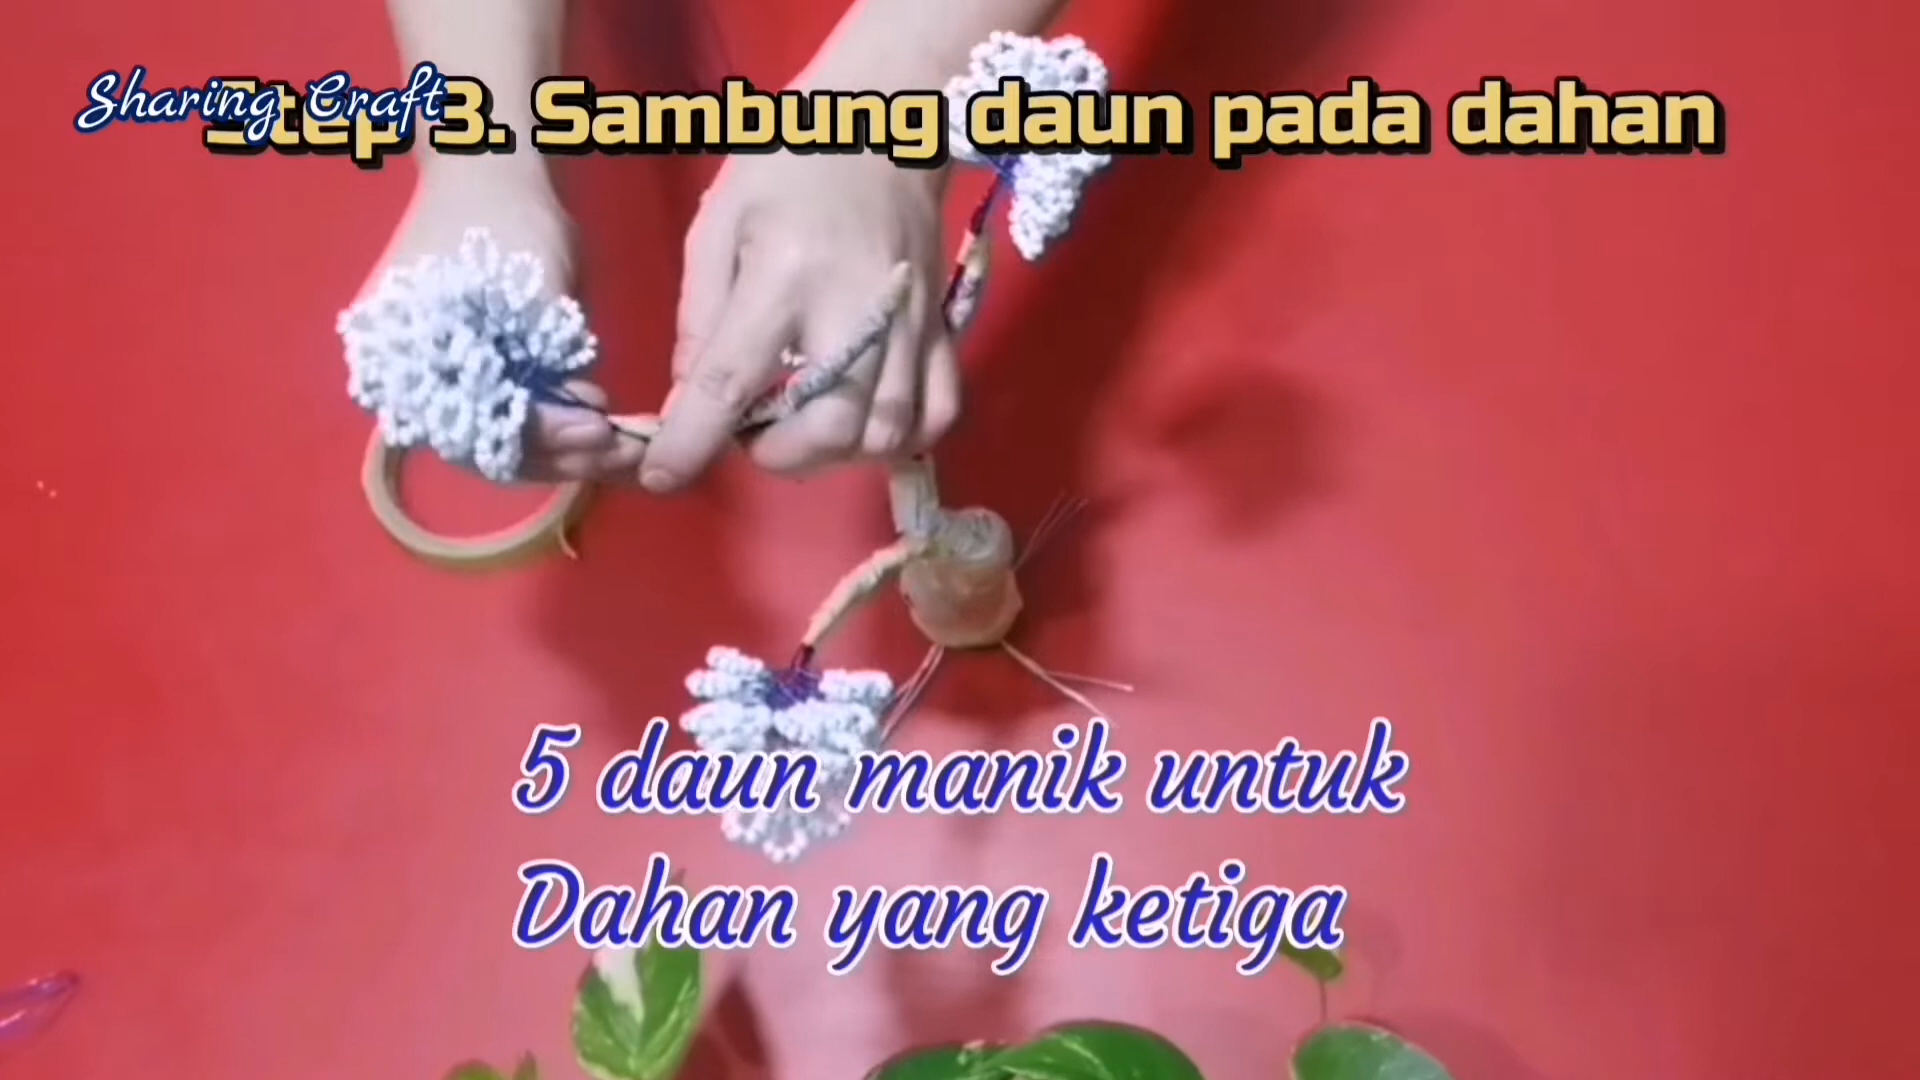 Sharing Craft
Step 3. Sambung daun pada dahan
5 daun manik untuk
Dahan yang ketiga